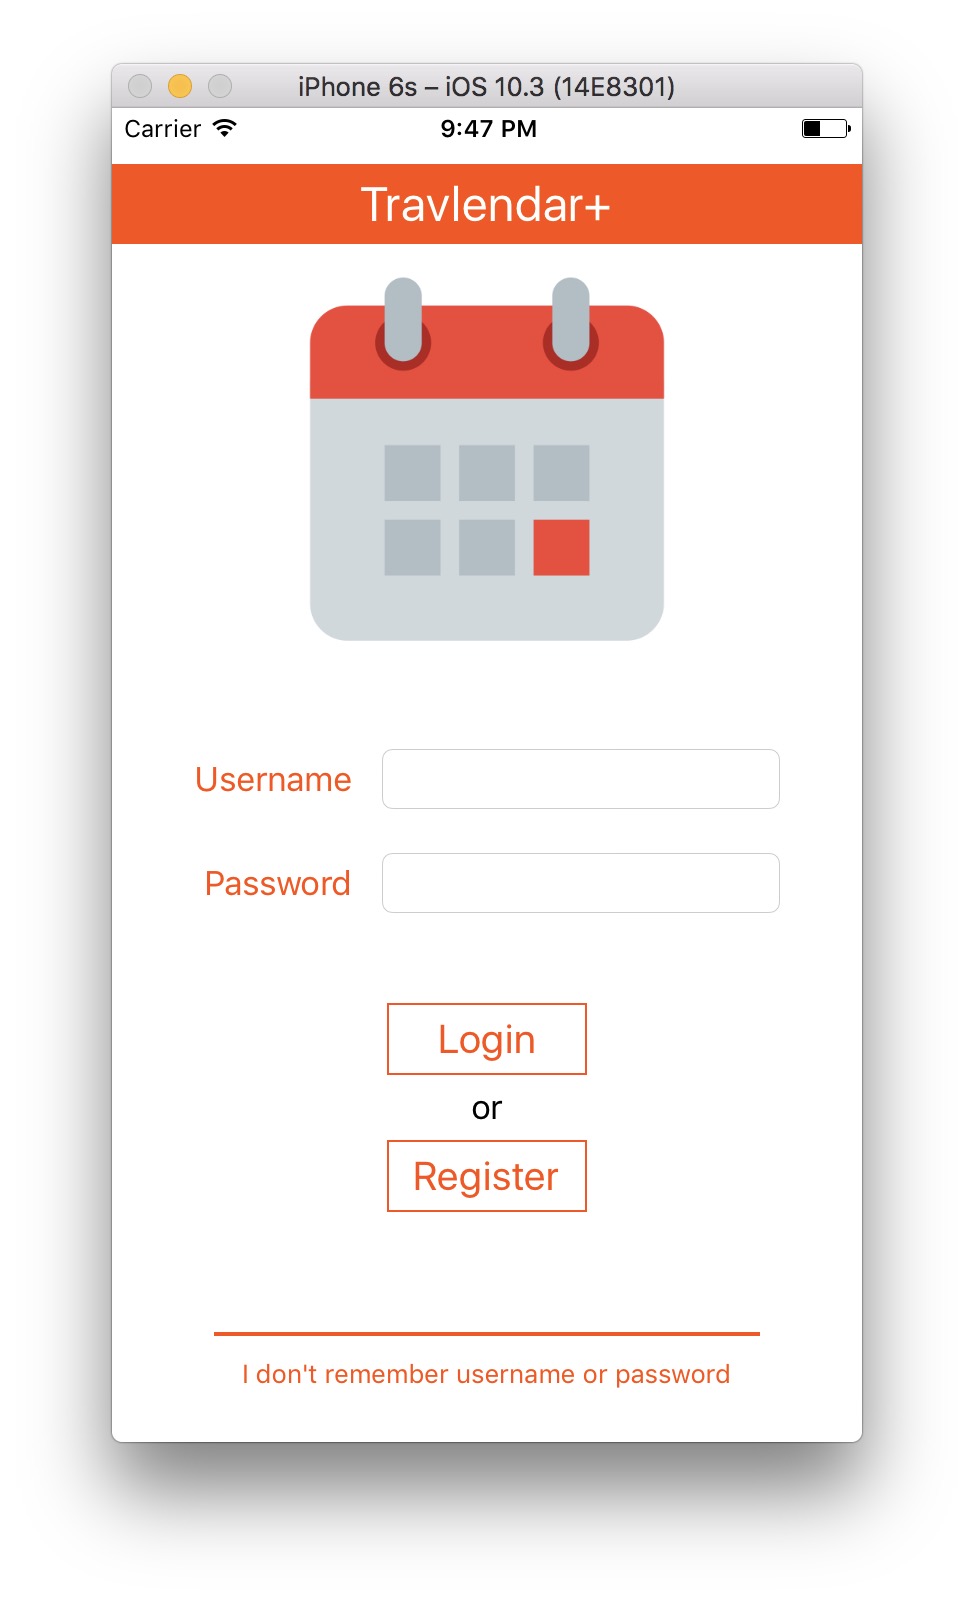 iPhone 6s – iOS 10.3 (14E8301)
Carrier 9:47 PM
Travlendar+
Username
Password
Login
or
Register
I don't remember username or password